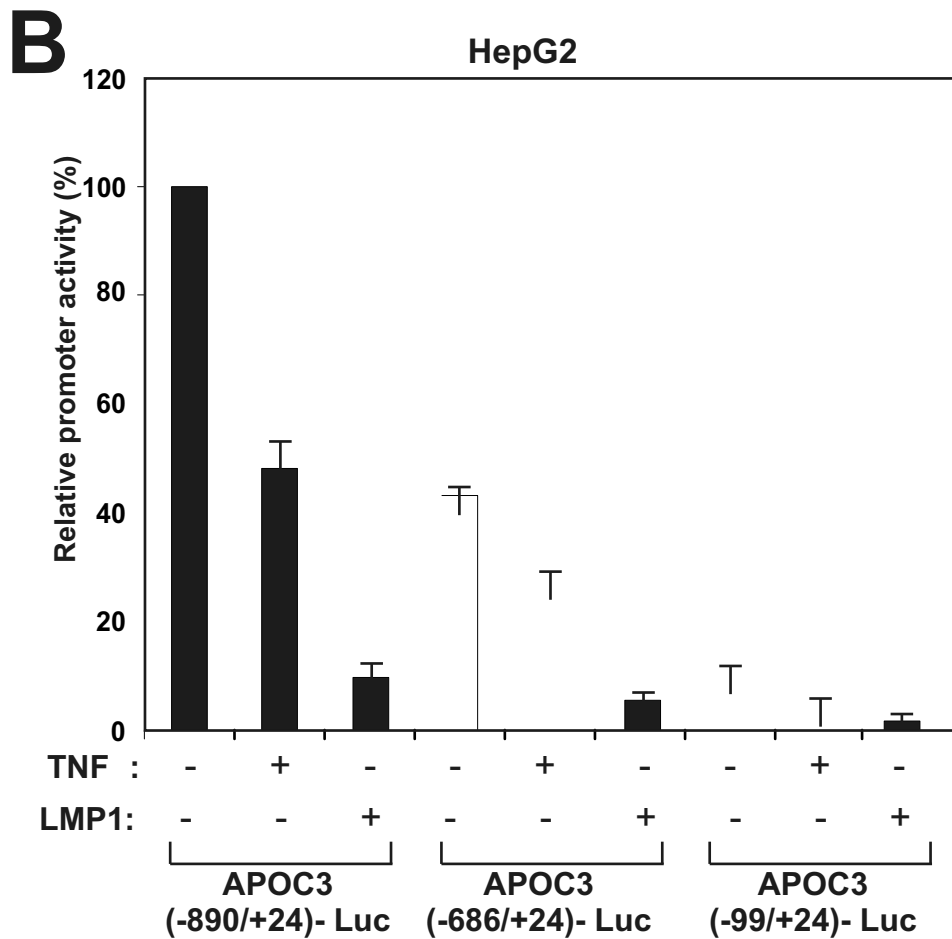 B
HepG2
Relative promoter activity (%)
120
100
80
60
40
20
0
TNF : - + - - + - - + -
LMP1: - - + - - + - - + 
APOC3 APOC3 APOC3
(-890/+24)- Luc (-686/+24)- Luc (-99/+24)- Luc